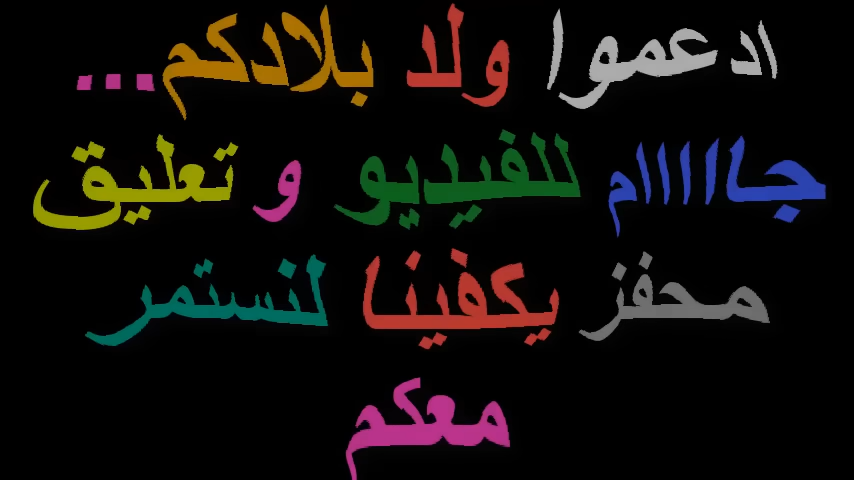 ادعموا ولد بلادكم...
جاااام للفيديو و تعليق
محفز يكفينا لنستمر
معكم